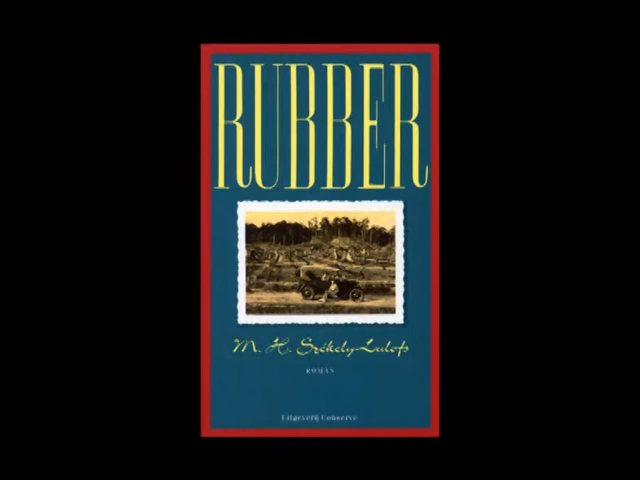 RUBBER
M. H. Székely-Lulofs
ROMAN
Uitgeverij Conserve